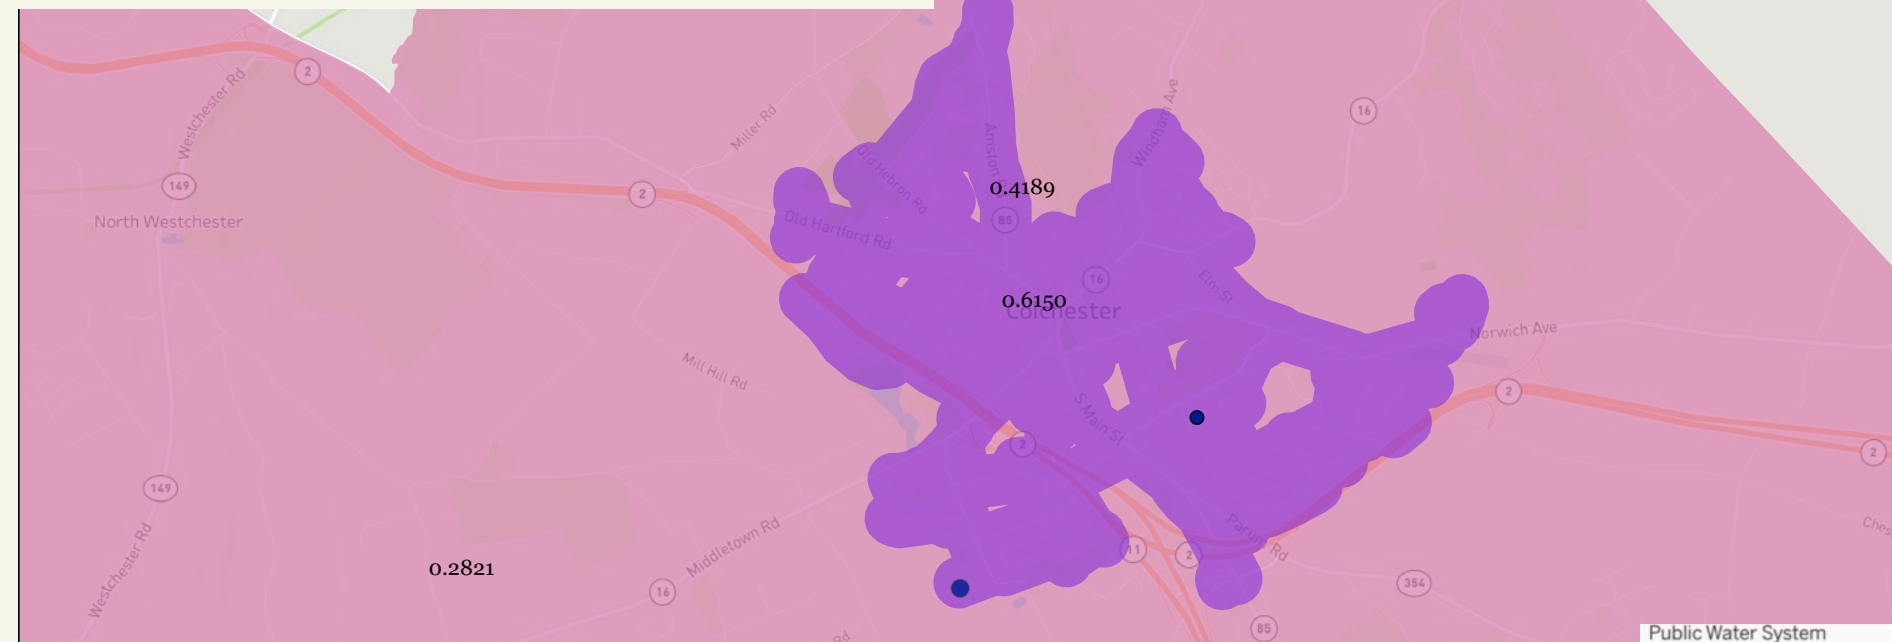 2
Westchester Rd
Miller Rd
Windham Ave
16
Amston
Old Hebron Rd
149
2
0.4189
North Westchester
Old Hartford Rd
85
16
Elm St
0.6150
Colchester
Norwich Ave
Mill Hill Rd
2
S Main St
2
2
149
Middletown Rd
Westchester Rd
Parum Rd
Ches
11
2
0.2821
16
354
85
Rd
Public Water System